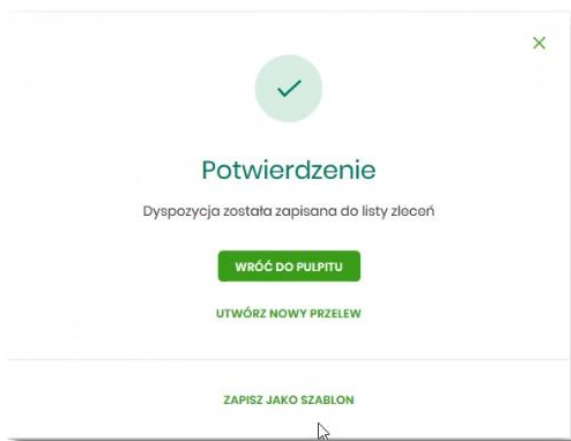 Potwierdzenie
Dyspozycja została zapisana do listy zleceń
WRÓĆ DO PULPITU
UTWÓRZ NOWY PRZELEW
ZAPISZ JAKO SZABLON